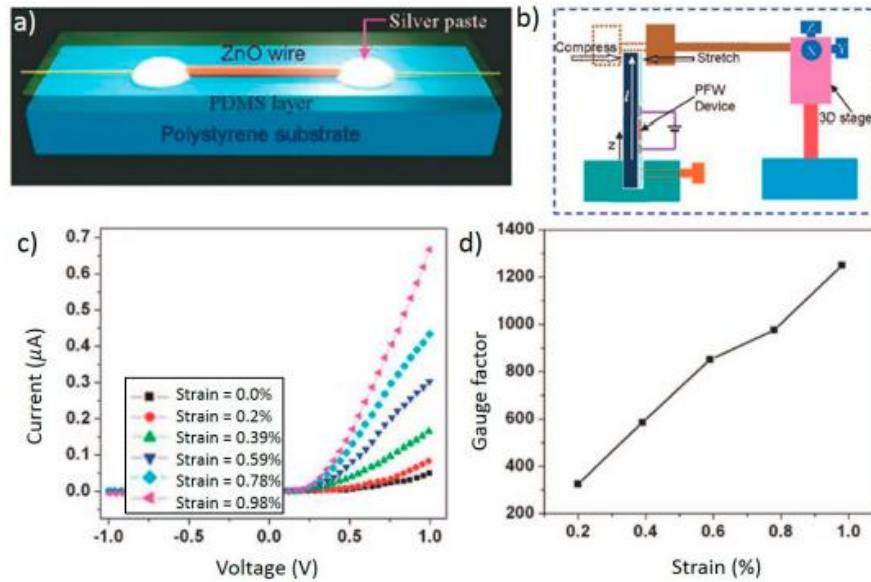 a)
Silver paste
ZnO wire
PDMS layer
Polystyrene substrate
b)
Compress
Stretch
PFW
Device
z
l
Z
X
Y
3D stage
c)
0.7
0.6
0.5
0.4
0.3
0.2
0.1
0.0
Current (μA)
Strain = 0.0%
Strain = 0.2%
Strain = 0.39%
Strain = 0.59%
Strain = 0.78%
Strain = 0.98%
-1.0
-0.5
0.0
0.5
1.0
Voltage (V)
d)
1400
1200
1000
800
600
400
200
Gauge factor
0.2
0.4
0.6
0.8
1.0
Strain (%)